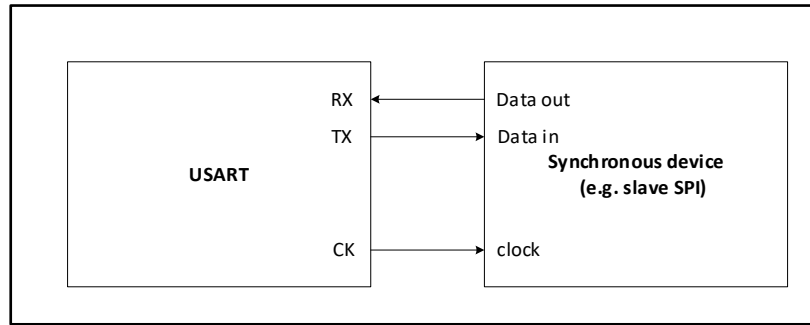 RX
Data out
TX
Data in
USART
Synchronous device
(e.g. slave SPI)
CK
clock